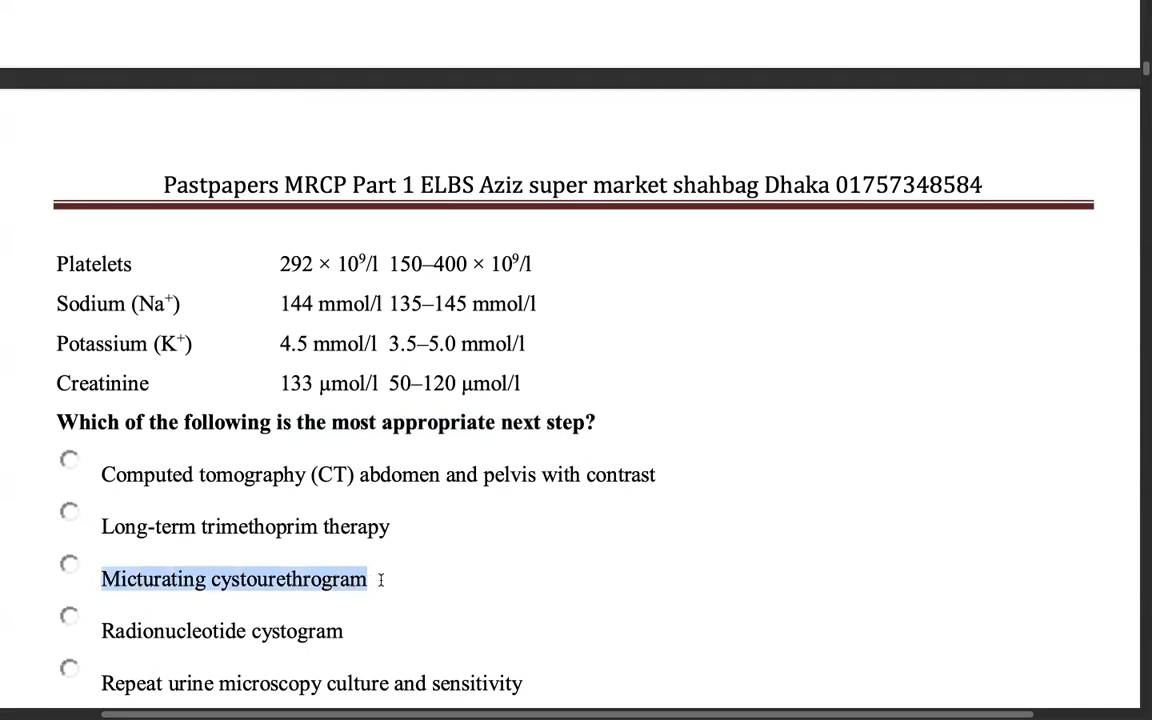 Pastpapers MRCP Part 1 ELBS Aziz super market shahbag Dhaka 01757348584
Platelets 292 × 10⁹/l 150–400 × 10⁹/l
Sodium (Na⁺) 144 mmol/l 135–145 mmol/l
Potassium (K⁺) 4.5 mmol/l 3.5–5.0 mmol/l
Creatinine 133 µmol/l 50–120 µmol/l
Which of the following is the most appropriate next step?
Computed tomography (CT) abdomen and pelvis with contrast
Long-term trimethoprim therapy
Micturating cystourethrogram
Radionucleotide cystogram
Repeat urine microscopy culture and sensitivity